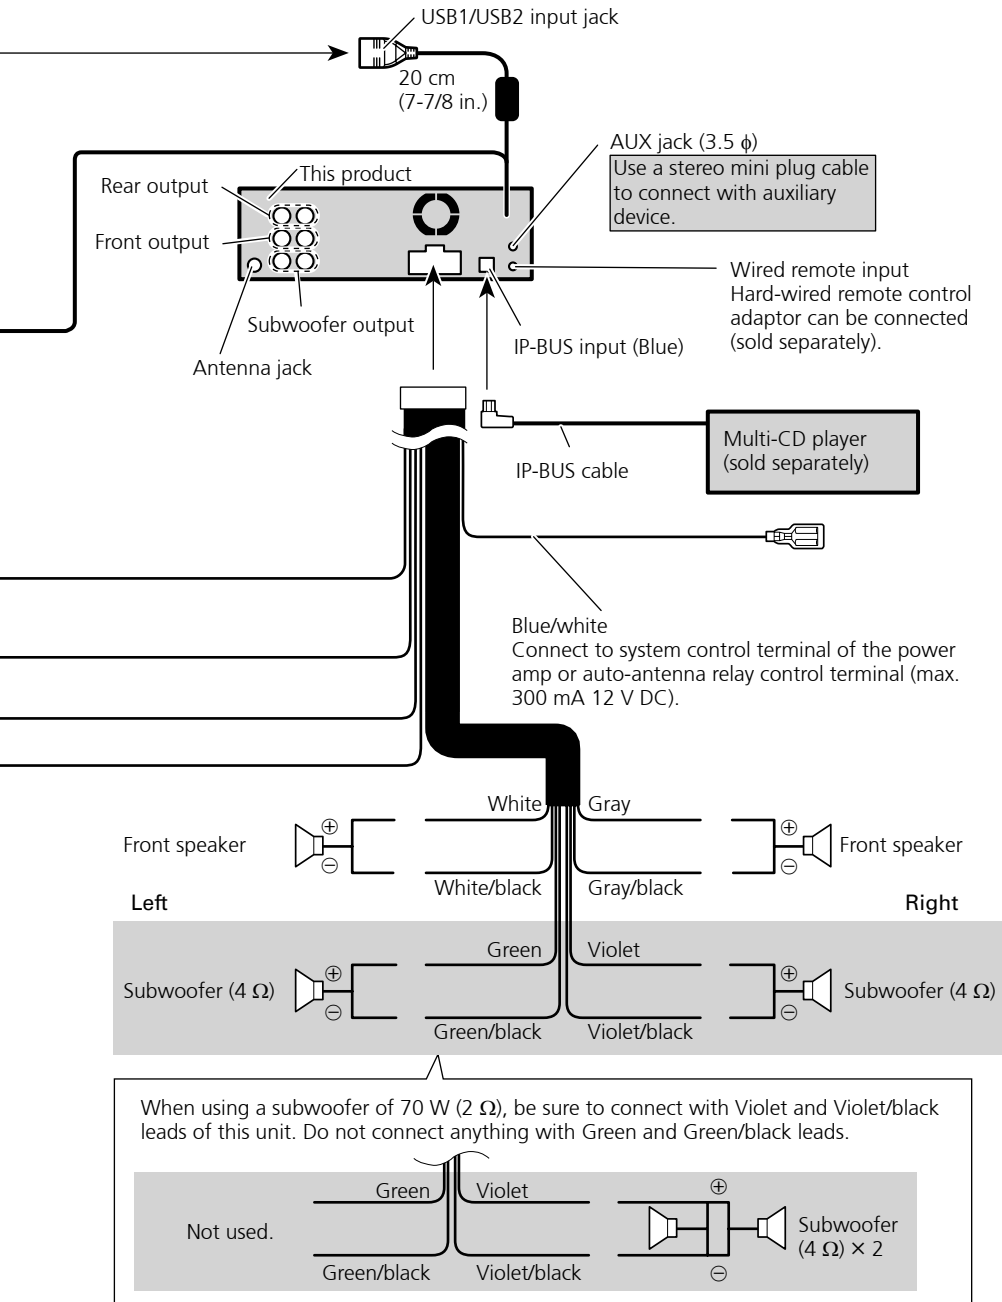 USB1/USB2 input jack
20 cm
(7-7/8 in.)
AUX jack (3.5 ϕ)
Use a stereo mini plug cable
to connect with auxiliary
device.
This product
Rear output
Front output
Wired remote input
Hard-wired remote control
adaptor can be connected
(sold separately).
Subwoofer output
IP-BUS input (Blue)
Antenna jack
Multi-CD player
(sold separately)
IP-BUS cable
Blue/white
Connect to system control terminal of the power
amp or auto-antenna relay control terminal (max.
300 mA 12 V DC).
White
Gray
⊕
⊕
Front speaker
Front speaker
⊖
⊖
White/black
Gray/black
Left
Right
Green
Violet
⊕
⊕
Subwoofer (4 Ω)
Subwoofer (4 Ω)
⊖
⊖
Green/black
Violet/black
When using a subwoofer of 70 W (2 Ω), be sure to connect with Violet and Violet/black
leads of this unit. Do not connect anything with Green and Green/black leads.
Green
Violet
⊕
Not used.
Subwoofer
(4 Ω) × 2
Green/black
Violet/black
⊖